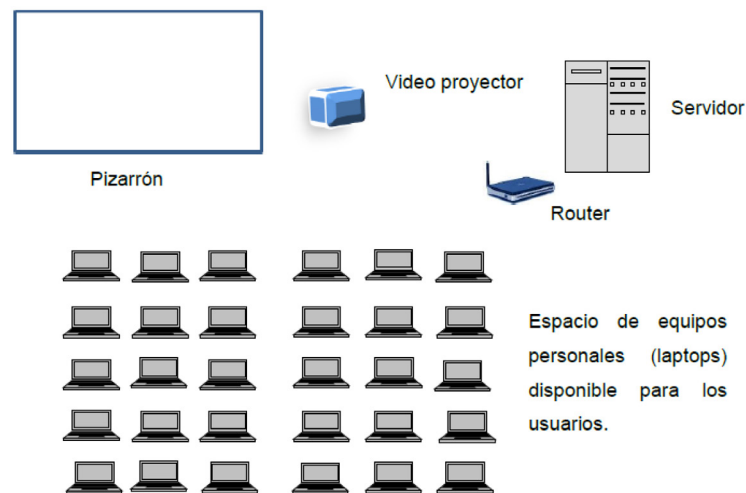 Video proyector
Servidor
Pizarrón
Router
Espacio de equipos
personales (laptops)
disponible para los
usuarios.